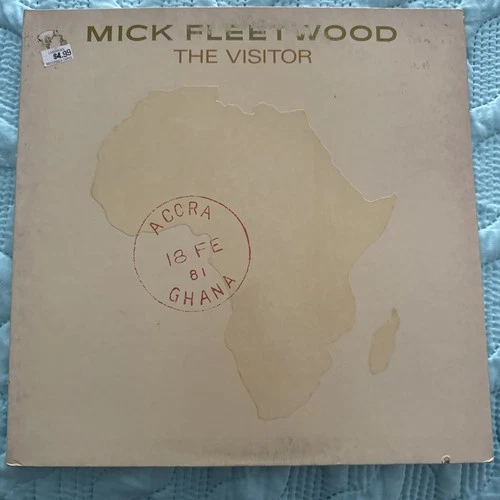 MICK FLEETWOOD
THE VISITOR
$4.99
ACCRA
18 FE
81
GHANA